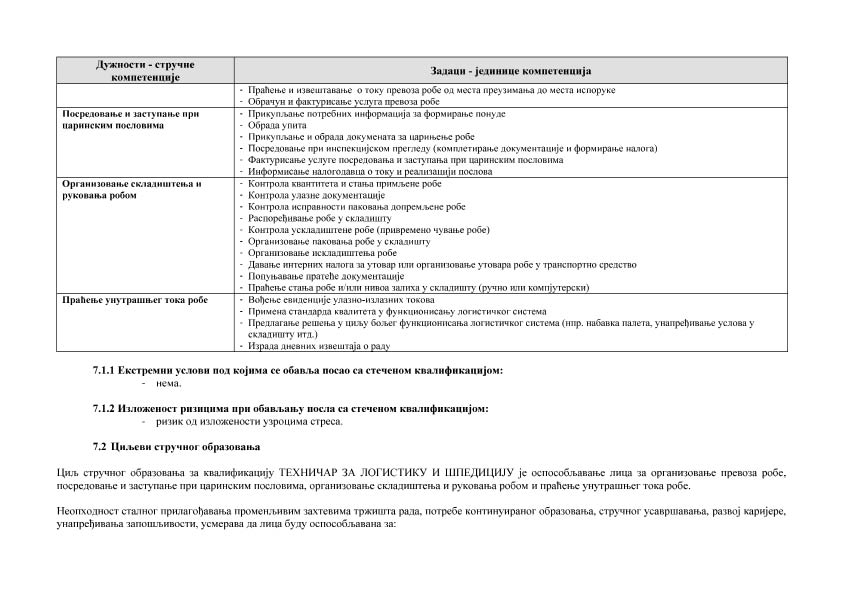 Дужности - стручне
компетенције
Задаци - јединице компетенција
- Праћење и извештавање о току превоза робе од места преузимања до места испоруке
- Обрачун и фактурисање услуга превоза робе
Посредовање и заступање при
царинским пословима
- Прикупљање потребних информација за формирање понуде
- Обрада упита
- Прикупљање и обрада докумената за царињење робе
- Посредовање при инспекцијском прегледу (комплетирање документације и формирање налога)
- Фактурисање услуге посредовања и заступања при царинским пословима
- Информисање налогодавца о току и реализацији послова
Организовање складиштења и
руковања робом
- Контрола квантитета и стања примљене робе
- Контрола улазне документације
- Контрола исправности паковања допремљене робе
- Распоређивање робе у складишту
- Контрола ускладиштене робе (привремено чување робе)
- Организовање паковања робе у складишту
- Организовање искладиштења робе
- Давање интерних налога за утовар или организовање утовара робе у транспортно средство
- Попуњавање пратеће документације
- Праћење стања робе и/или нивоа залиха у складишту (ручно или компјутерски)
Праћење унутрашњег тока робе
- Вођење евиденције улазно-излазних токова
- Примена стандарда квалитета у функционисању логистичког система
- Предлагање решења у циљу бољег функционисања логистичког система (нпр. набавка палета, унапређивање услова у
складишту итд.)
- Израда дневних извештаја о раду
7.1.1 Екстремни услови под којима се обавља посао са стеченом квалификацијом:
- нема.
7.1.2 Изложеност ризицима при обављању посла са стеченом квалификацијом:
- ризик од изложености узроцима стреса.
7.2 Циљеви стручног образовања
Циљ стручног образовања за квалификацију ТЕХНИЧАР ЗА ЛОГИСТИКУ И ШПЕДИЦИЈУ је оспособљавање лица за организовање превоза робе,
посредовање и заступање при царинским пословима, организовање складиштења и руковања робом и праћење унутрашњег тока робе.
Неопходност сталног прилагођавања променљивим захтевима тржишта рада, потребе континуираног образовања, стручног усавршавања, развој каријере,
унапређивања запошљивости, усмерава да лица буду оспособљавана за: